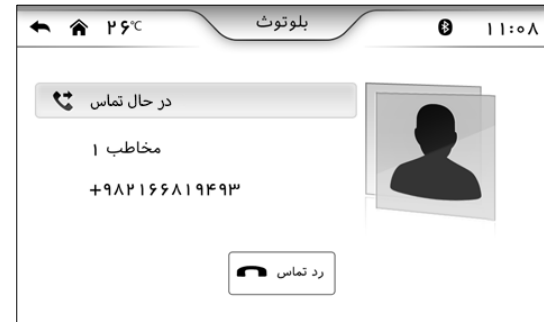 ۲۶°C بلوتوث ۱۱:۰۸
در حال تماس
مخاطب ۱
+۹۸۲۱۶۶۸۱۹۴۹۳
رد تماس